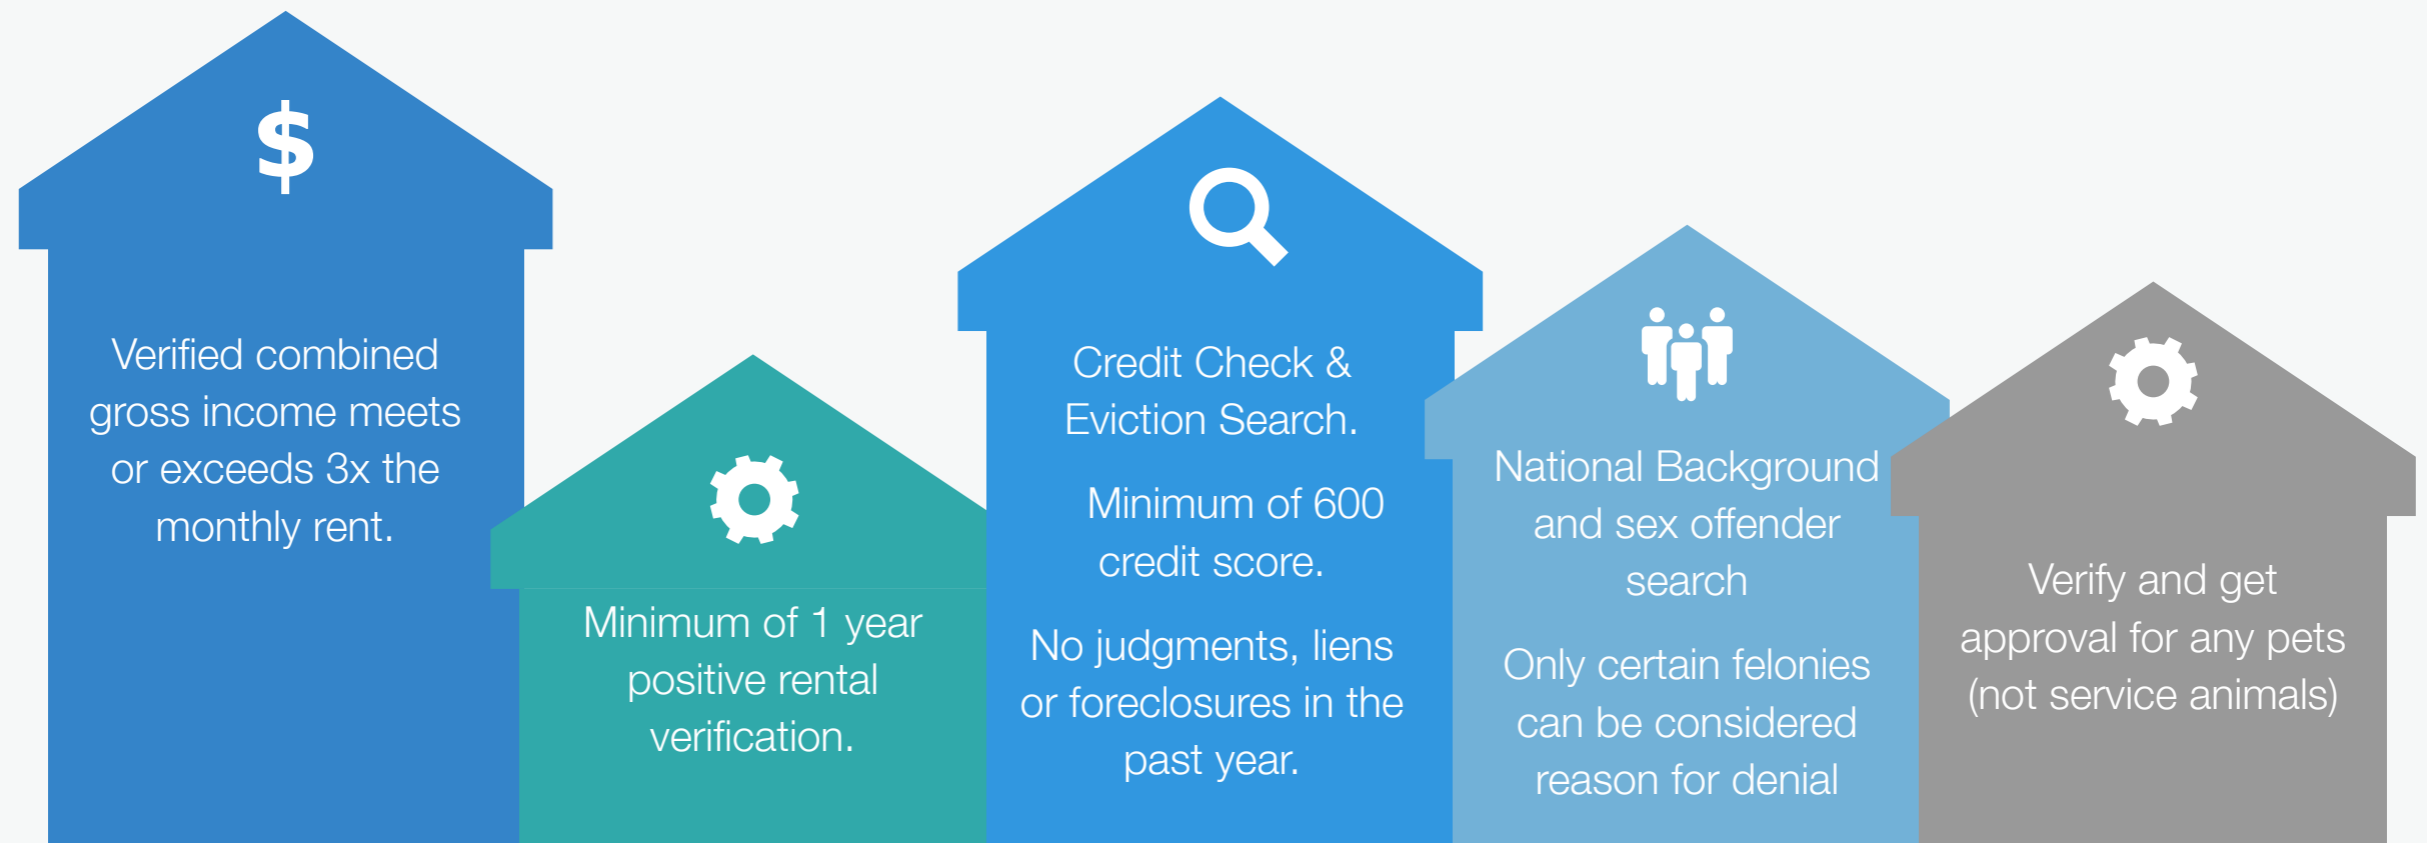 $
Verified combined
gross income meets
or exceeds 3x the
monthly rent.
Minimum of 1 year
positive rental
verification.
Credit Check &
Eviction Search.
Minimum of 600
credit score.
No judgments, liens
or foreclosures in the
past year.
National Background
and sex offender
search
Only certain felonies
can be considered
reason for denial
Verify and get
approval for any pets
(not service animals)